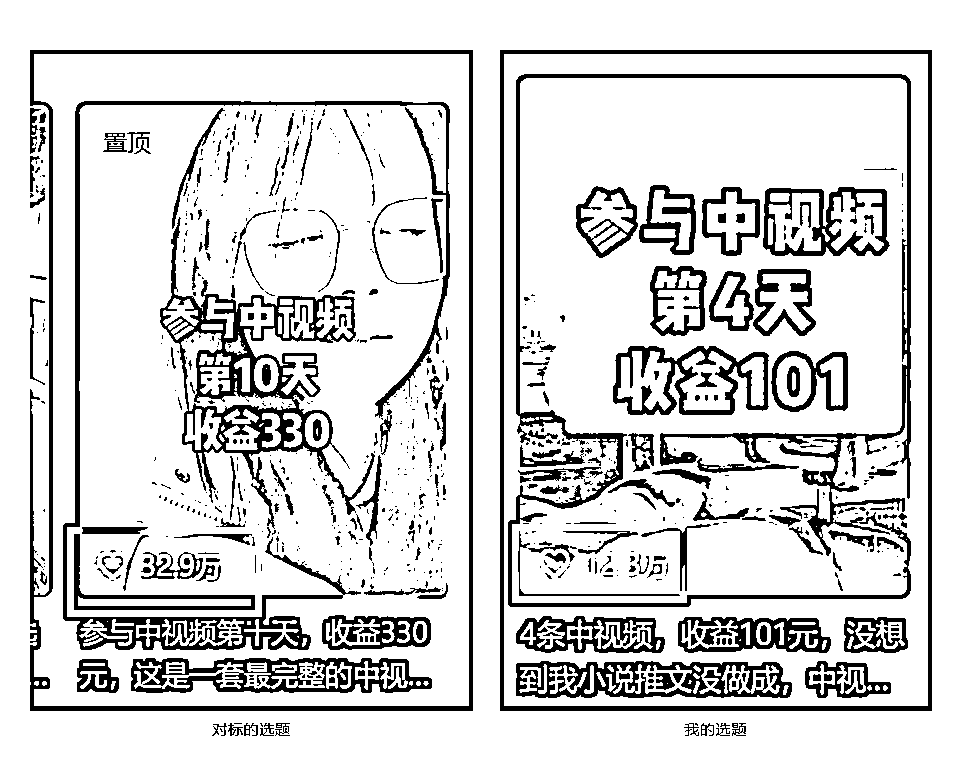 置顶
参与中视频
第10天
收益330
32.9万
参与中视频第十天，收益330
元，这是一套最完整的中视...
对标的选题
参与中视频
第4天
收益101
4条中视频，收益101元，没想
到我小说推文没做成，中视...
我的选题